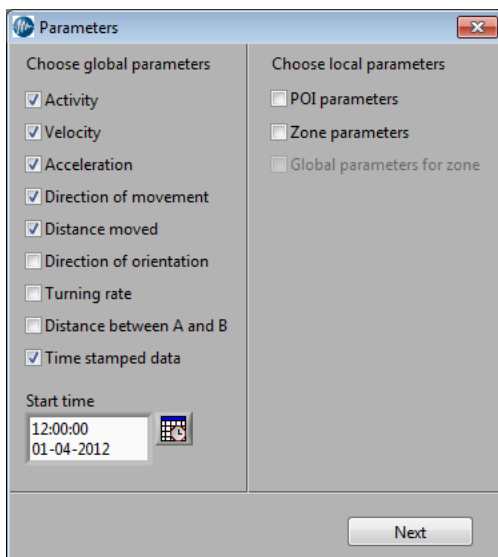 Parameters
Choose global parameters
Activity
Velocity
Acceleration
Direction of movement
Distance moved
Direction of orientation
Turning rate
Distance between A and B
Time stamped data
Start time
12:00:00
01-04-2012
Choose local parameters
POI parameters
Zone parameters
Global parameters for zone
Next